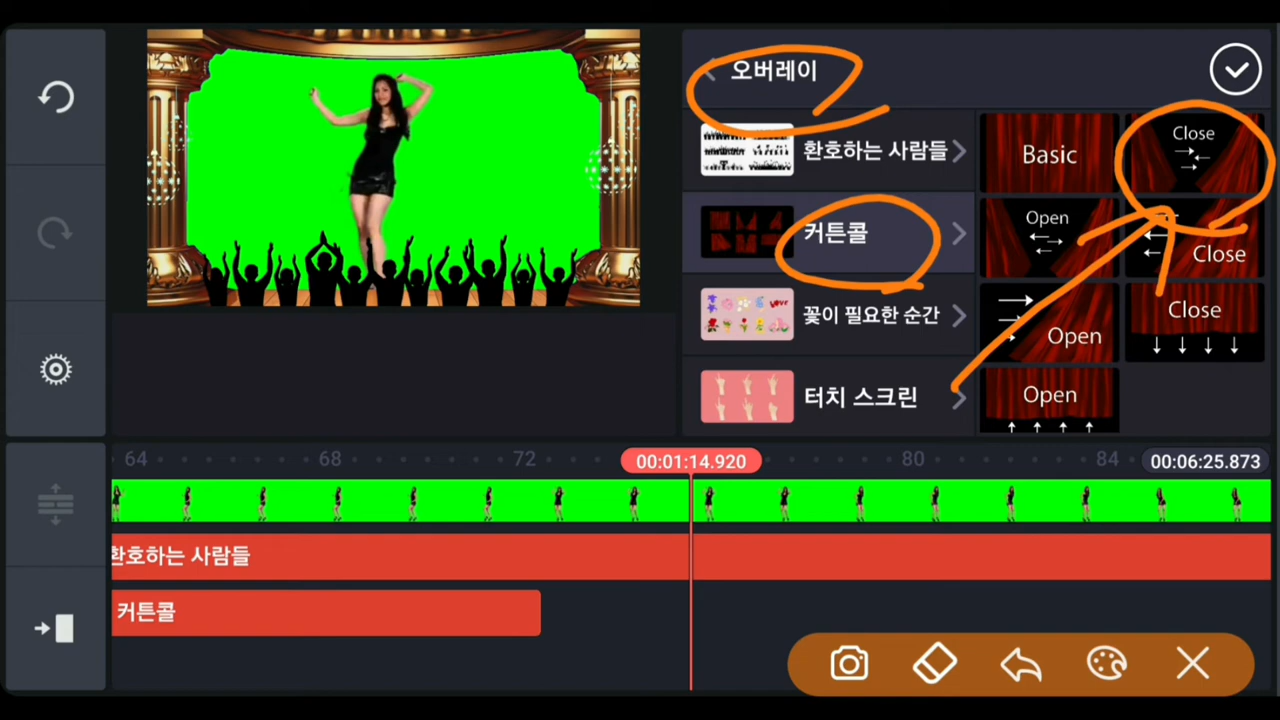 오버레이
환호하는 사람들
커튼콜
꽃이 필요한 순간
터치 스크린
Basic
Close
Open
Close
Open
Close
Open
64
68
72
00:01:14.920
80
84
00:06:25.873
환호하는 사람들
커튼콜